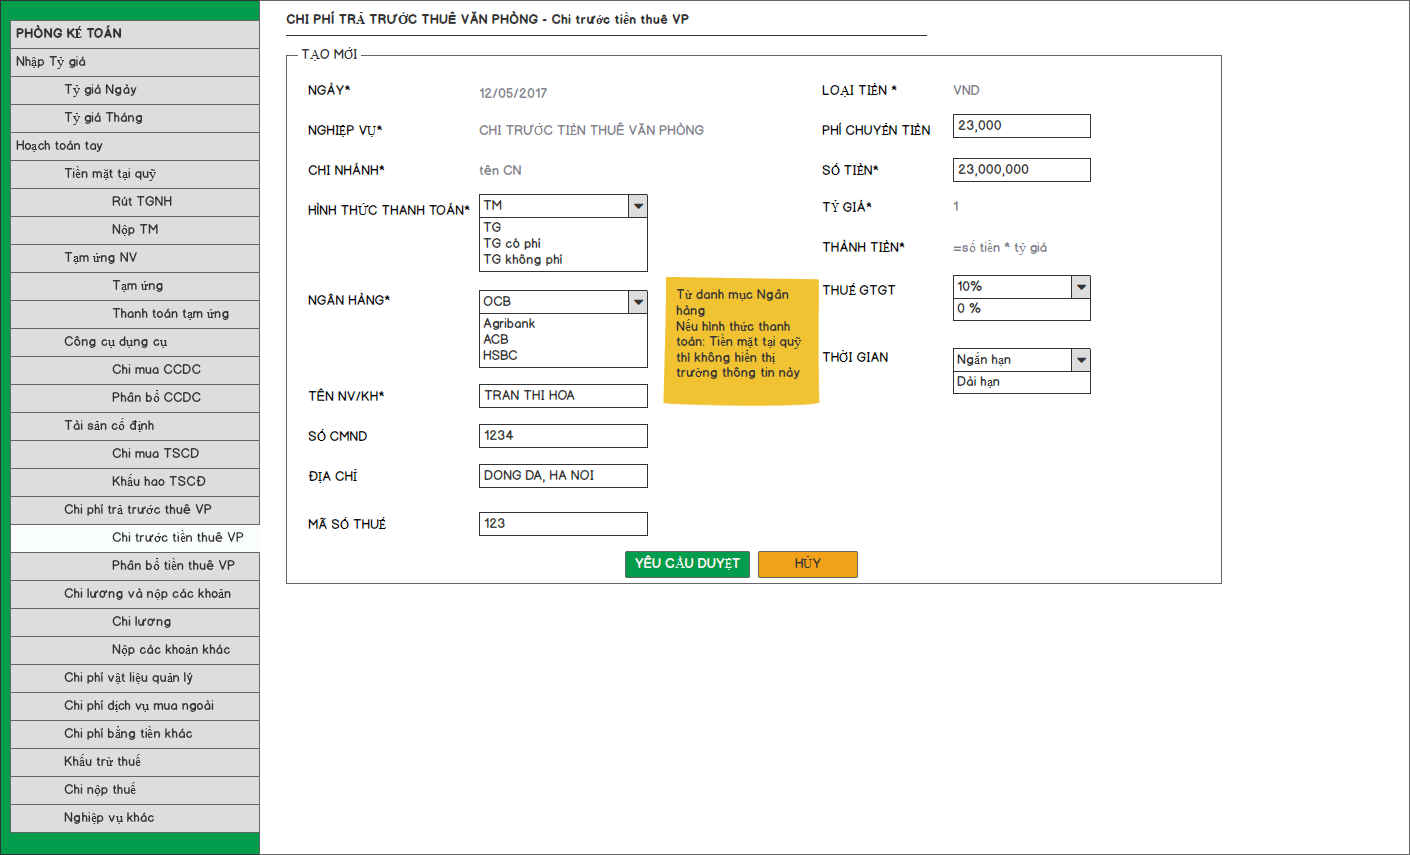 PHÒNG KẾ TOÁN
Nhập Tỷ giá
Tỷ giá Ngày
Tỷ giá Tháng
Hoạch toán tay
Tiền mặt tại quỹ
Rút TGNH
Nộp TM
Tạm ứng NV
Tạm ứng
Thanh toán tạm ứng
Công cụ dụng cụ
Chi mua CCDC
Phân bổ CCDC
Tài sản cố định
Chi mua TSCD
Khấu hao TSCĐ
Chi phí trả trước thuê VP
Chi trước tiền thuê VP
Phân bổ tiền thuê VP
Chi lương và nộp các khoản
Chi lương
Nộp các khoản khác
Chi phí vật liệu quản lý
Chi phí dịch vụ mua ngoài
Chi phí bằng tiền khác
Khấu trừ thuế
Chi nộp thuế
Nghiệp vụ khác
CHI PHÍ TRẢ TRƯỚC THUÊ VĂN PHÒNG - Chi trước tiền thuê VP
TẠO MỚI
NGÀY* 12/05/2017
NGHIỆP VỤ* CHI TRƯỚC TIỀN THUÊ VĂN PHÒNG
CHI NHÁNH* tên CN
HÌNH THỨC THANH TOÁN* TM
TG
TG có phí
TG không phí
NGÂN HÀNG* OCB
Agribank
ACB
HSBC
TÊN NV/KH* TRAN THI HOA
SỐ CMND 1234
ĐỊA CHỈ DONG DA, HA NOI
MÃ SỐ THUẾ 123
Từ danh mục Ngân
hàng
Nếu hình thức thanh
toán: Tiền mặt tại quỹ
thì không hiển thị
trường thông tin này
LOẠI TIỀN * VND
PHÍ CHUYỂN TIỀN 23,000
SỐ TIỀN* 23,000,000
TỶ GIÁ* 1
THÀNH TIỀN* =số tiền * tỷ giá
THUẾ GTGT 10%
0 %
THỜI GIAN Ngắn hạn
Dài hạn
YÊU CẦU DUYỆT HỦY